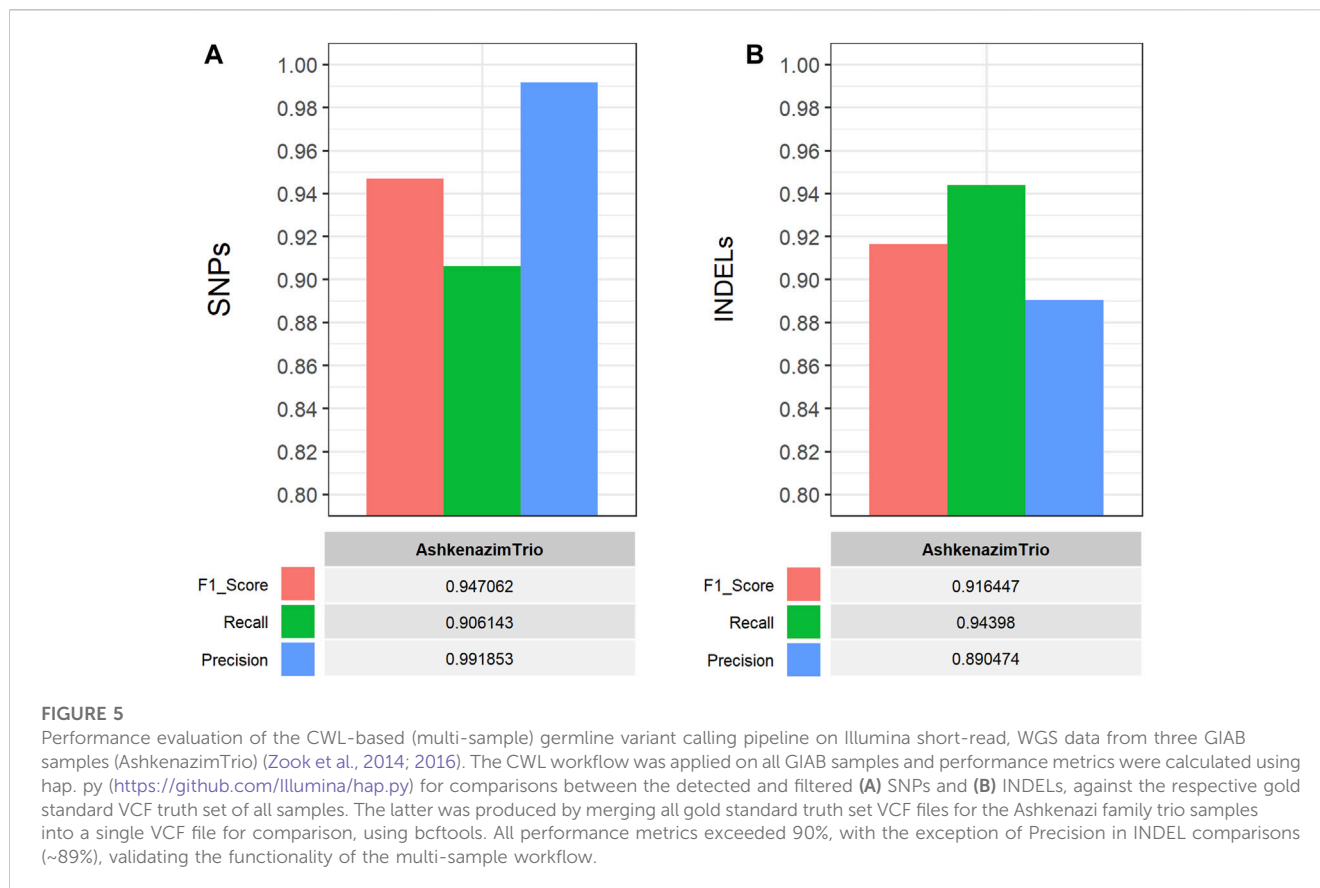 A
1.00
0.98
0.96
0.94
0.92
0.90
0.88
0.86
0.84
0.82
0.80
SNPs
AshkenazimTrio
F1_Score 0.947062
Recall 0.906143
Precision 0.991853
B
1.00
0.98
0.96
0.94
0.92
0.90
0.88
0.86
0.84
0.82
0.80
INDELs
AshkenazimTrio
F1_Score 0.916447
Recall 0.94398
Precision 0.890474
FIGURE 5
Performance evaluation of the CWL-based (multi-sample) germline variant calling pipeline on Illumina short-read, WGS data from three GIAB
samples (AshkenazimTrio) (Zook et al., 2014; 2016). The CWL workflow was applied on all GIAB samples and performance metrics were calculated using
hap. py (https://github.com/Illumina/hap.py) for comparisons between the detected and filtered (A) SNPs and (B) INDELs, against the respective gold
standard VCF truth set of all samples. The latter was produced by merging all gold standard truth set VCF files for the Ashkenazi family trio samples
into a single VCF file for comparison, using bcftools. All performance metrics exceeded 90%, with the exception of Precision in INDEL comparisons
(~89%), validating the functionality of the multi-sample workflow.